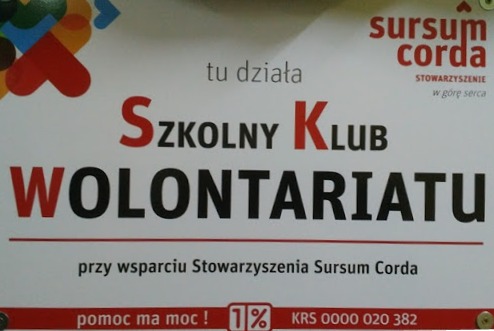 sursum
corda
STOWARZYSZENIE
w górę serca
tu działa
SZKOLNY KLUB
WOLONTARIATU
przy wsparciu Stowarzyszenia Sursum Corda
pomoc ma moc ! 1% KRS 0000 020 382